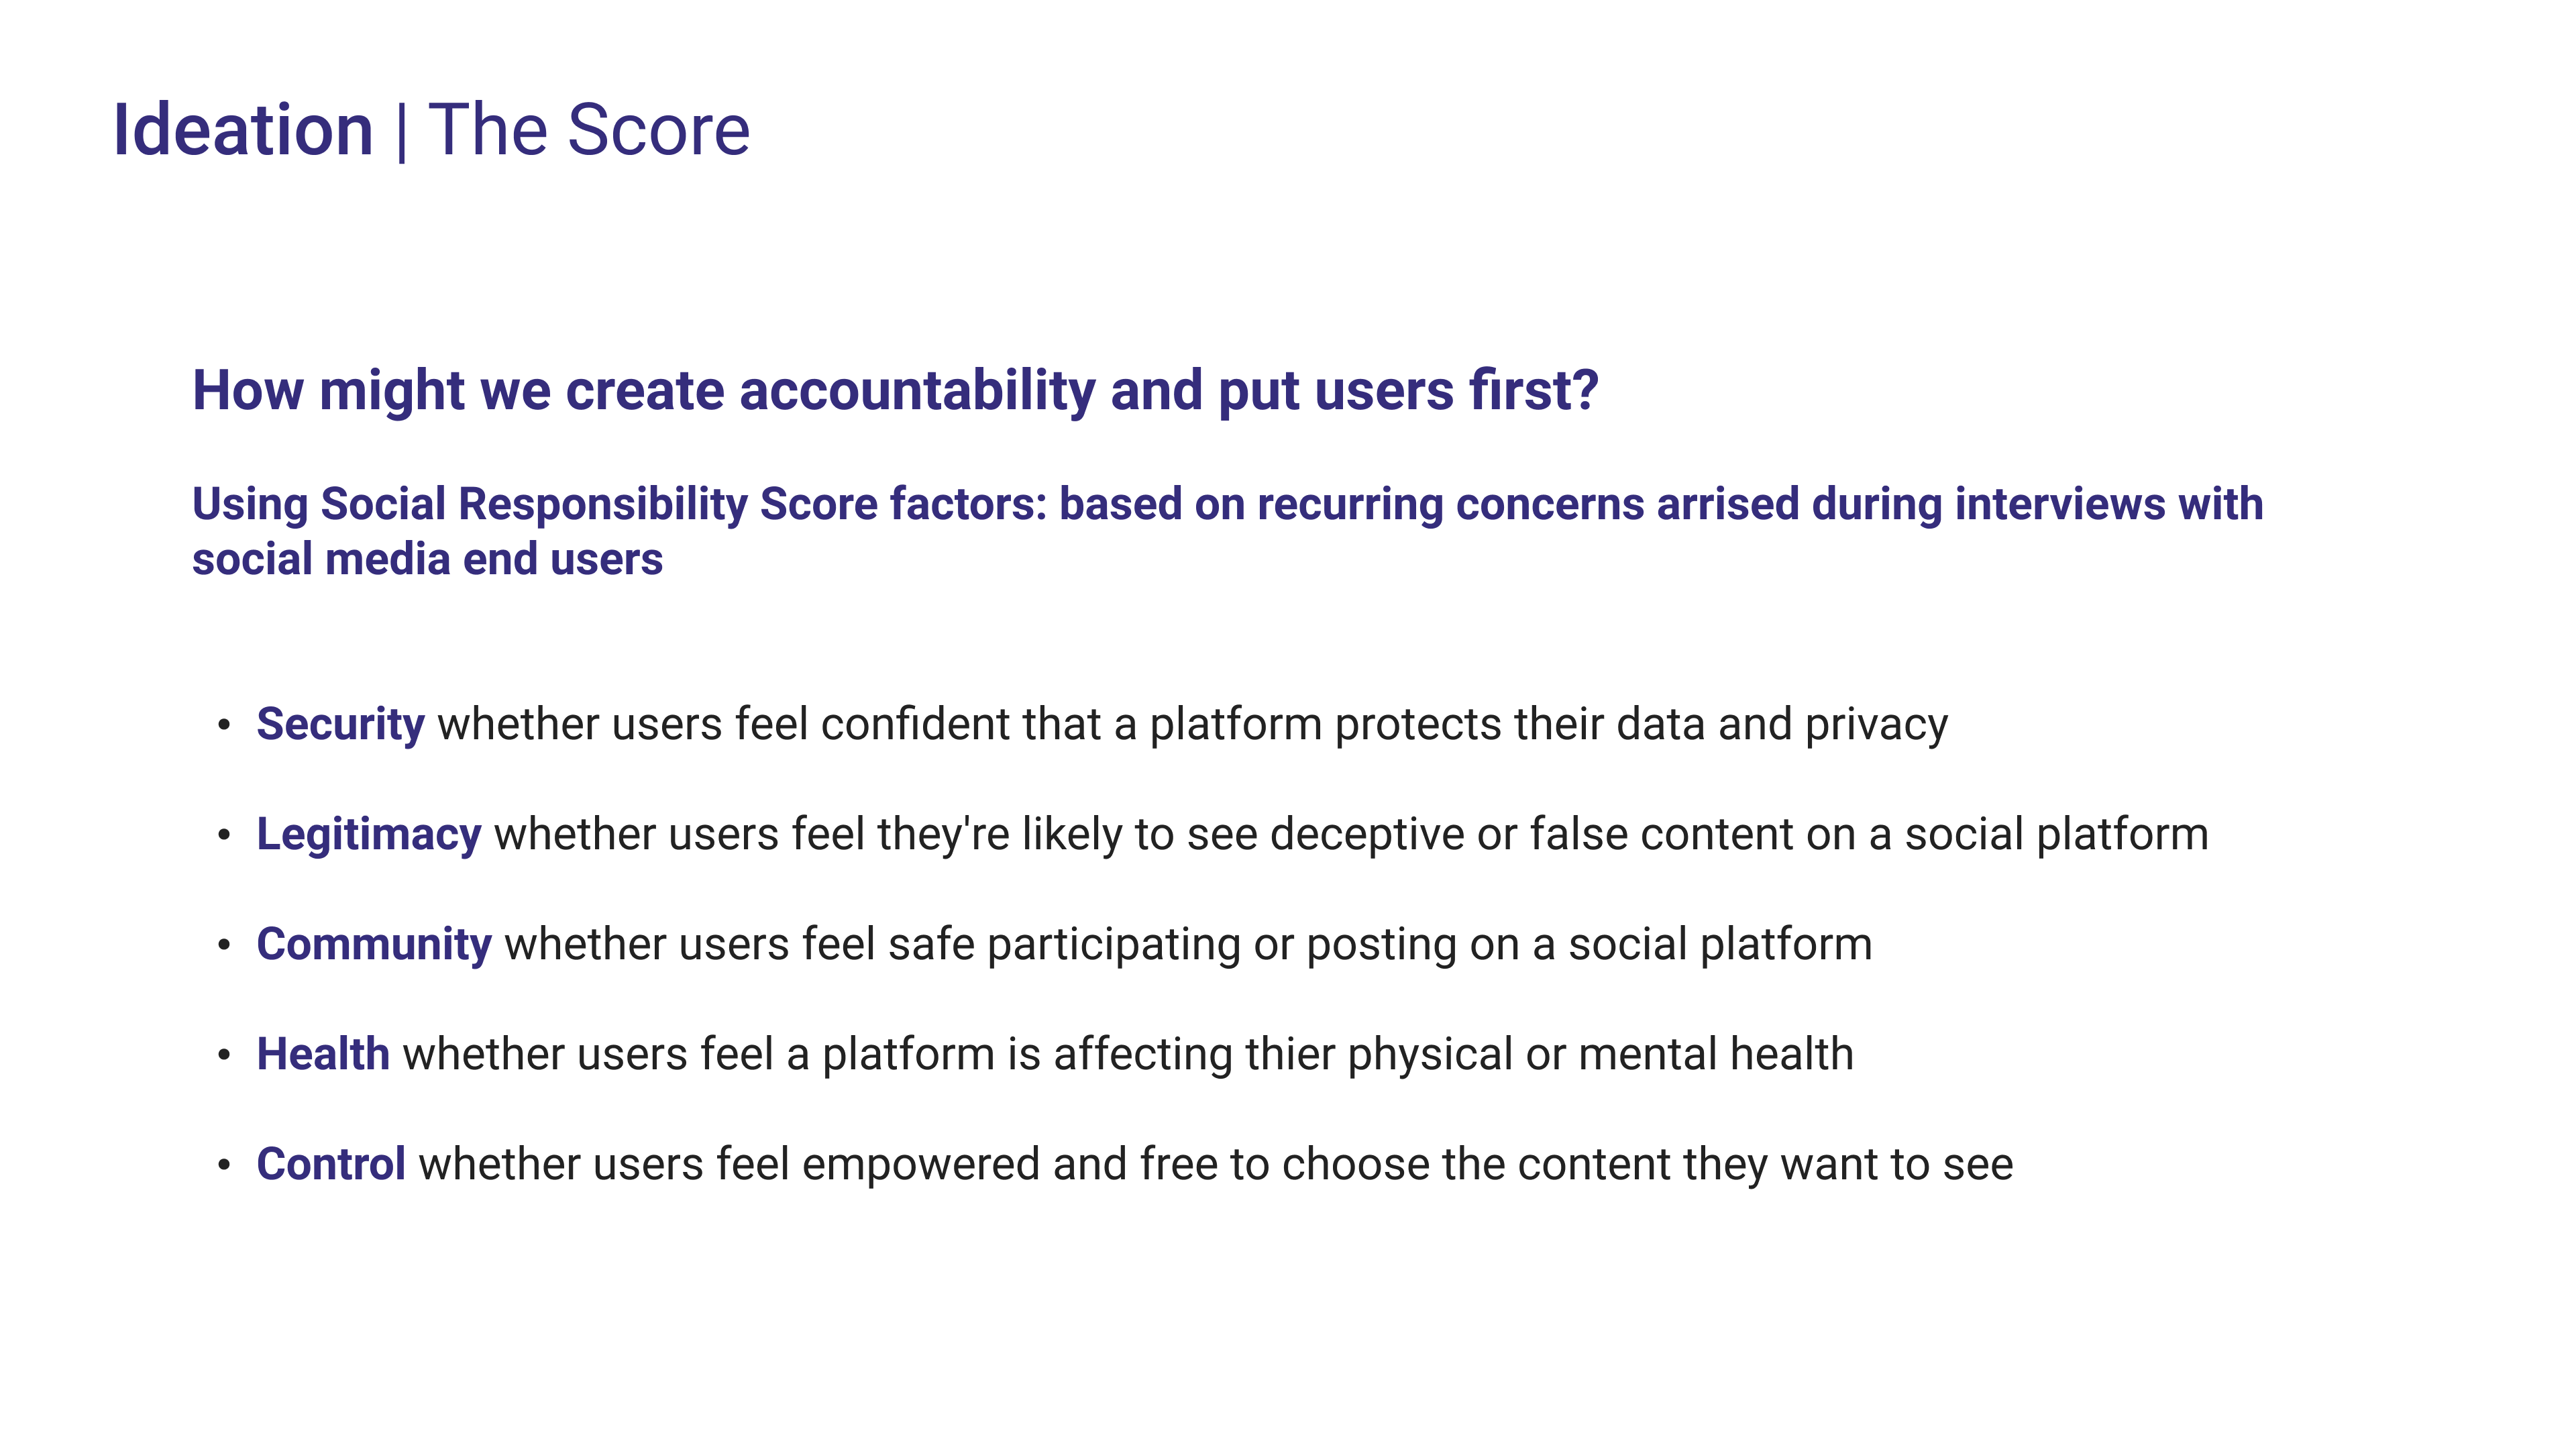 Ideation | The Score
How might we create accountability and put users first?
Using Social Responsibility Score factors: based on recurring concerns arrised during interviews with
social media end users
• Security whether users feel confident that a platform protects their data and privacy
• Legitimacy whether users feel they're likely to see deceptive or false content on a social platform
• Community whether users feel safe participating or posting on a social platform
• Health whether users feel a platform is affecting thier physical or mental health
• Control whether users feel empowered and free to choose the content they want to see